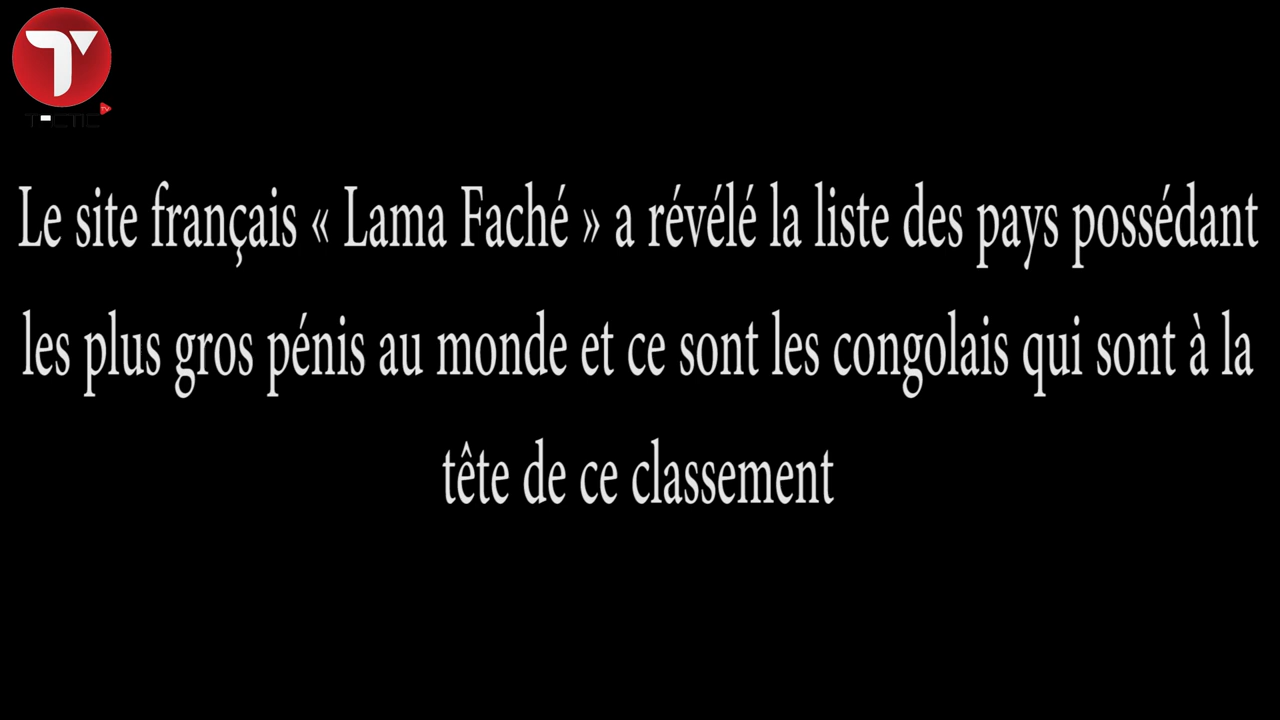 TV
Le site français « Lama Faché » a révélé la liste des pays possédant
les plus gros pénis au monde et ce sont les congolais qui sont à la
tête de ce classement